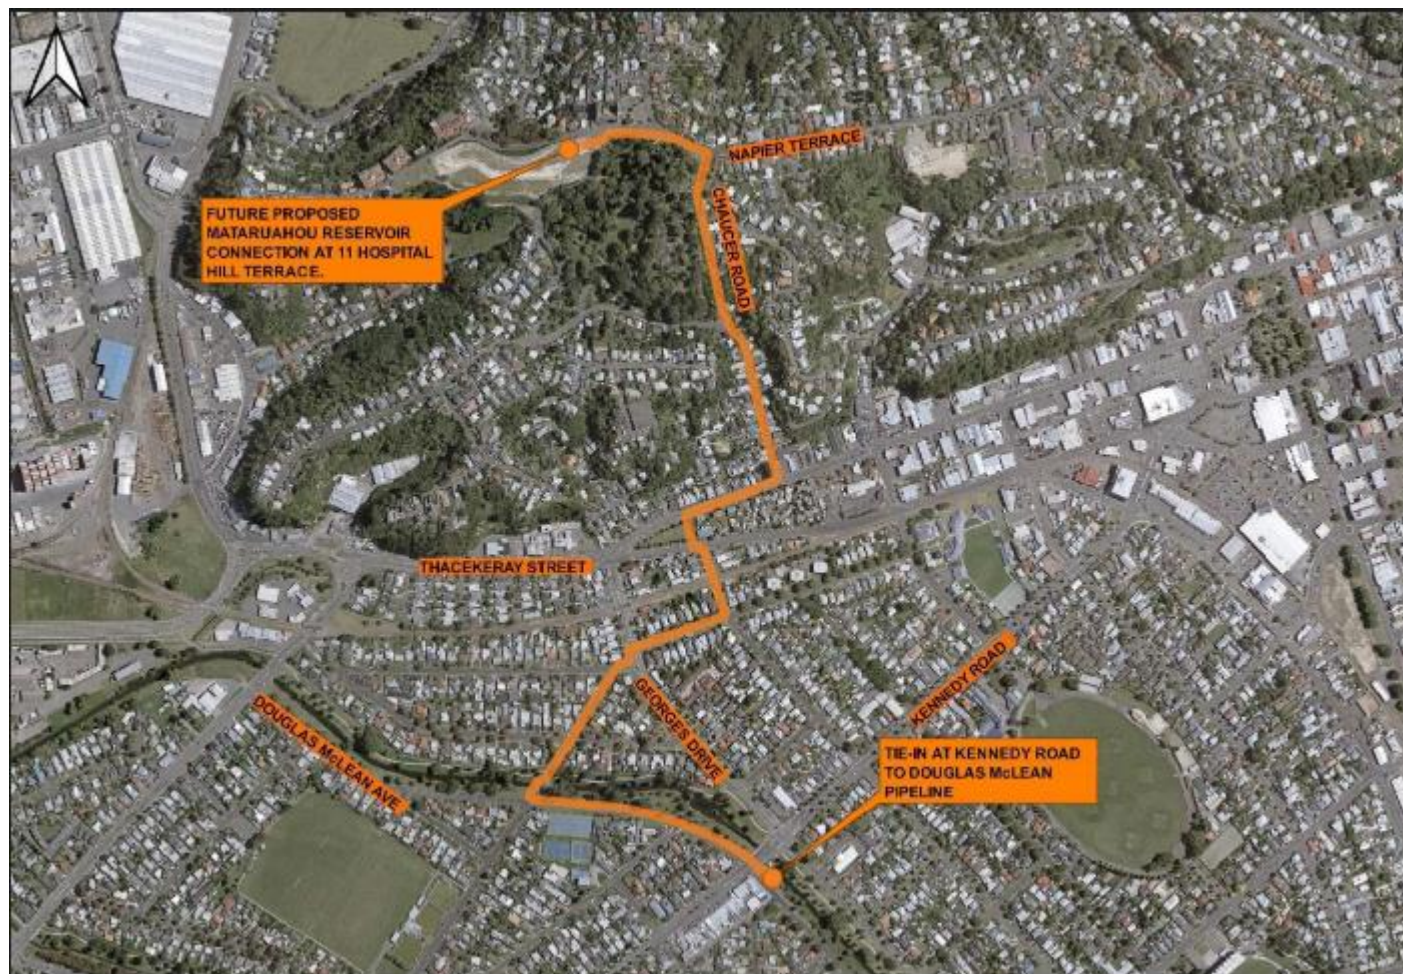 NAPIER TERRACE
CHAUCER ROAD
FUTURE PROPOSED
MATARUAHOU RESERVOIR
CONNECTION AT 11 HOSPITAL
HILL TERRACE.
THACEKERAY STREET
KENNEDY ROAD
GEORGES DRIVE
DOUGLAS McLEAN AVE
TIE-IN AT KENNEDY ROAD
TO DOUGLAS McLEAN
PIPELINE